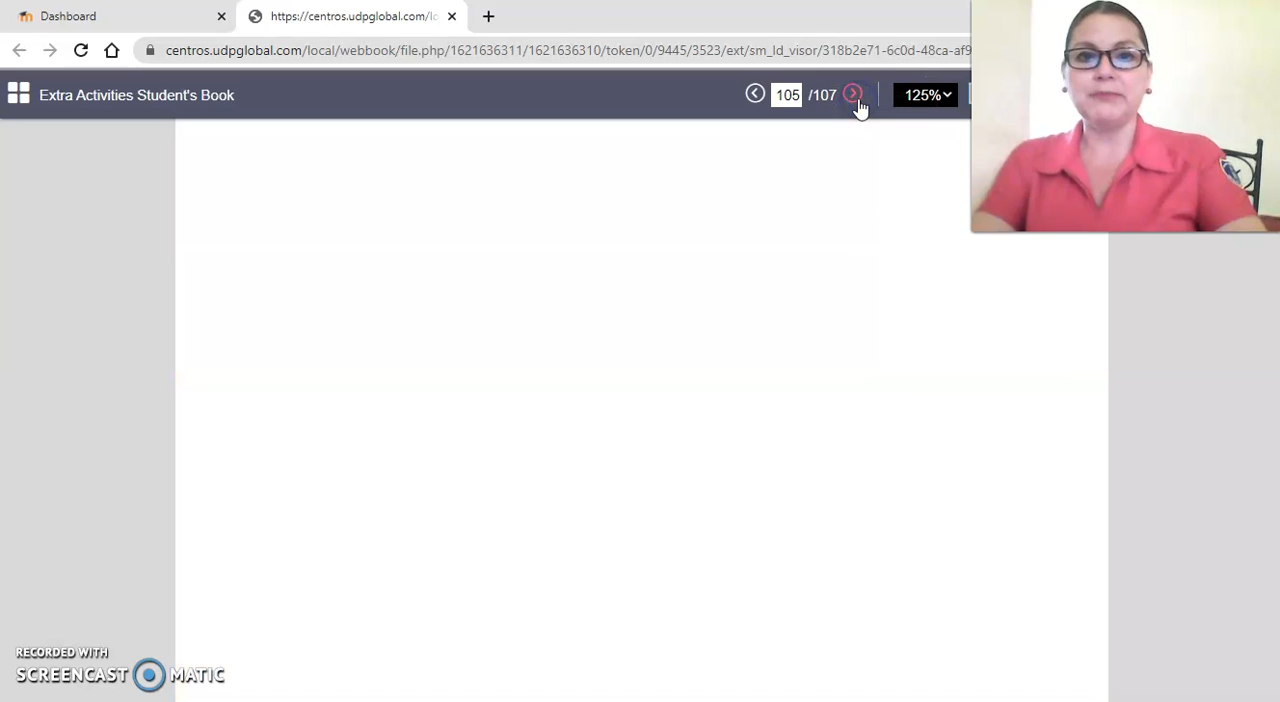 Dashboard
https://centros.udpglobal.com/lo
centros.udpglobal.com/local/webbook/file.php/1621636311/1621636310/token/0/9445/3523/ext/sm_ld_visor/318b2e71-6c0d-48ca-af9
Extra Activities Student's Book
105 /107
125%
RECORDED WITH
SCREENCAST MATIC